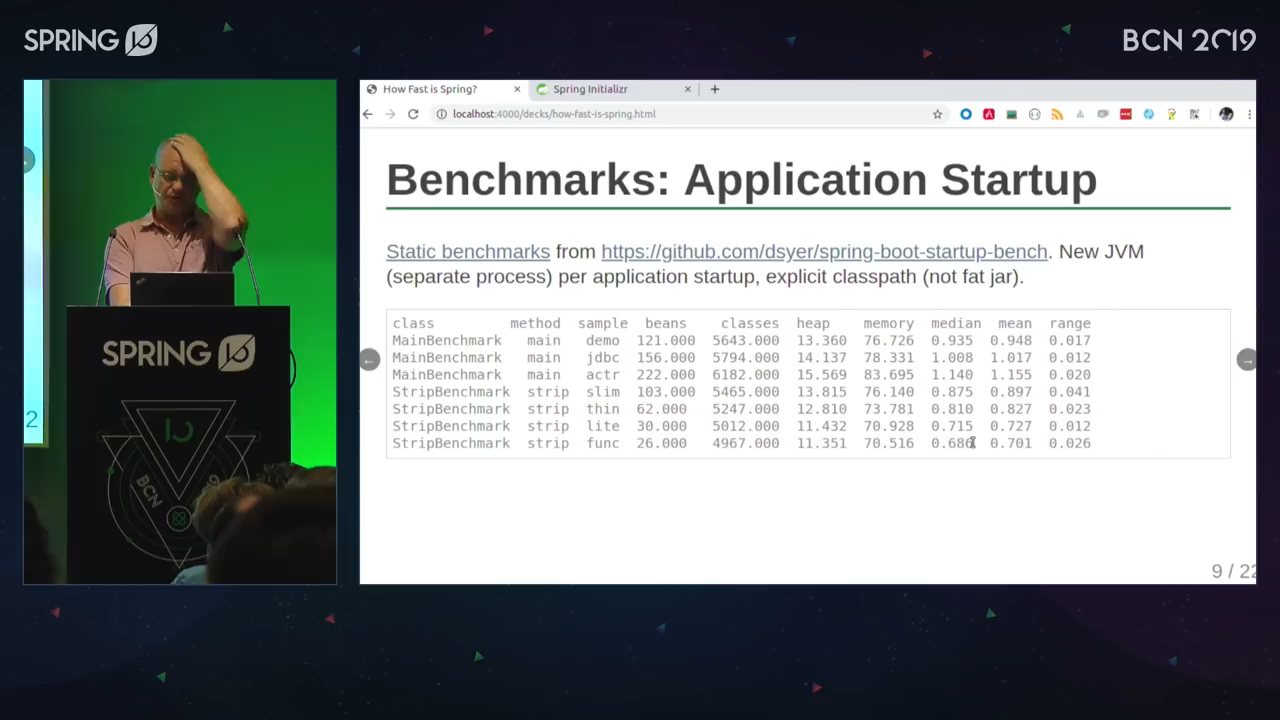 SPRING IO
BCN 2019
How Fast is Spring?
Spring Initializr
localhost:4000/decks/how-fast-is-spring.html
Benchmarks: Application Startup
Static benchmarks from https://github.com/dsyer/spring-boot-startup-bench. New JVM
(separate process) per application startup, explicit classpath (not fat jar).
class method sample beans classes heap memory median mean range
MainBenchmark main demo 121.000 5643.000 13.360 76.726 0.935 0.948 0.017
MainBenchmark main jdbc 156.000 5794.000 14.137 78.331 1.008 1.017 0.012
MainBenchmark main actr 222.000 6182.000 15.569 83.695 1.140 1.155 0.020
StripBenchmark strip slim 103.000 5465.000 13.815 76.140 0.875 0.897 0.041
StripBenchmark strip thin 62.000 5247.000 12.810 73.781 0.810 0.827 0.023
StripBenchmark strip lite 30.000 5012.000 11.432 70.928 0.715 0.727 0.012
StripBenchmark strip func 26.000 4967.000 11.351 70.516 0.686 0.701 0.026
9 / 22
SPRING IO
2
IO
BCN